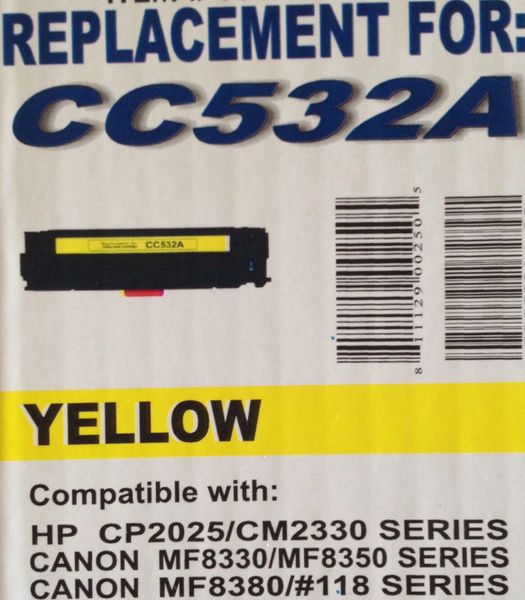 REPLACEMENT FOR:
CC532A
CC532A
8 11129 00250 5
YELLOW
Compatible with:
HP CP2025/CM2330 SERIES
CANON MF8330/MF8350 SERIES
CANON MF8380/#118 SERIES